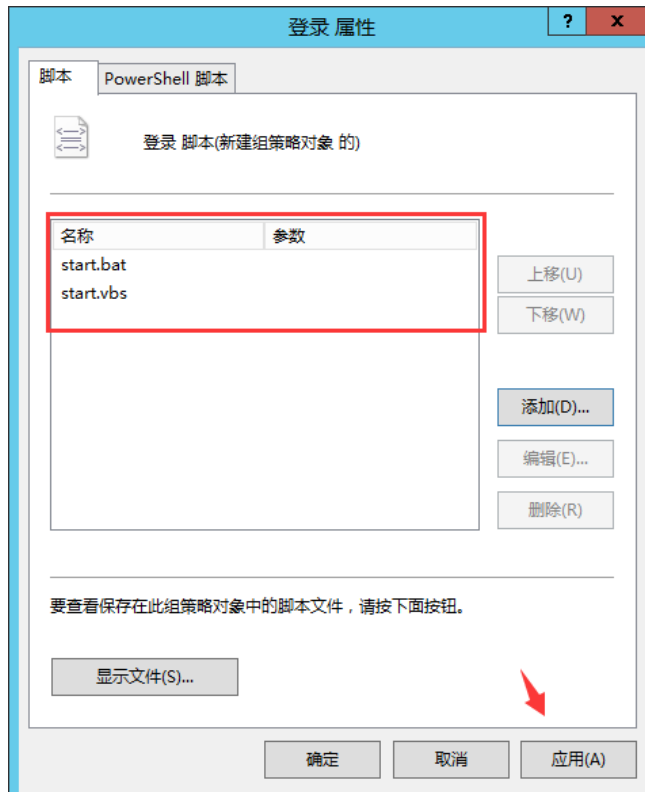 登录 属性
?
x
脚本
PowerShell 脚本
登录 脚本(新建组策略对象 的)
名称 参数
start.bat
start.vbs
上移(U)
下移(W)
添加(D)...
编辑(E)...
删除(R)
要查看保存在此组策略对象中的脚本文件，请按下面按钮。
显示文件(S)...
确定 取消 应用(A)